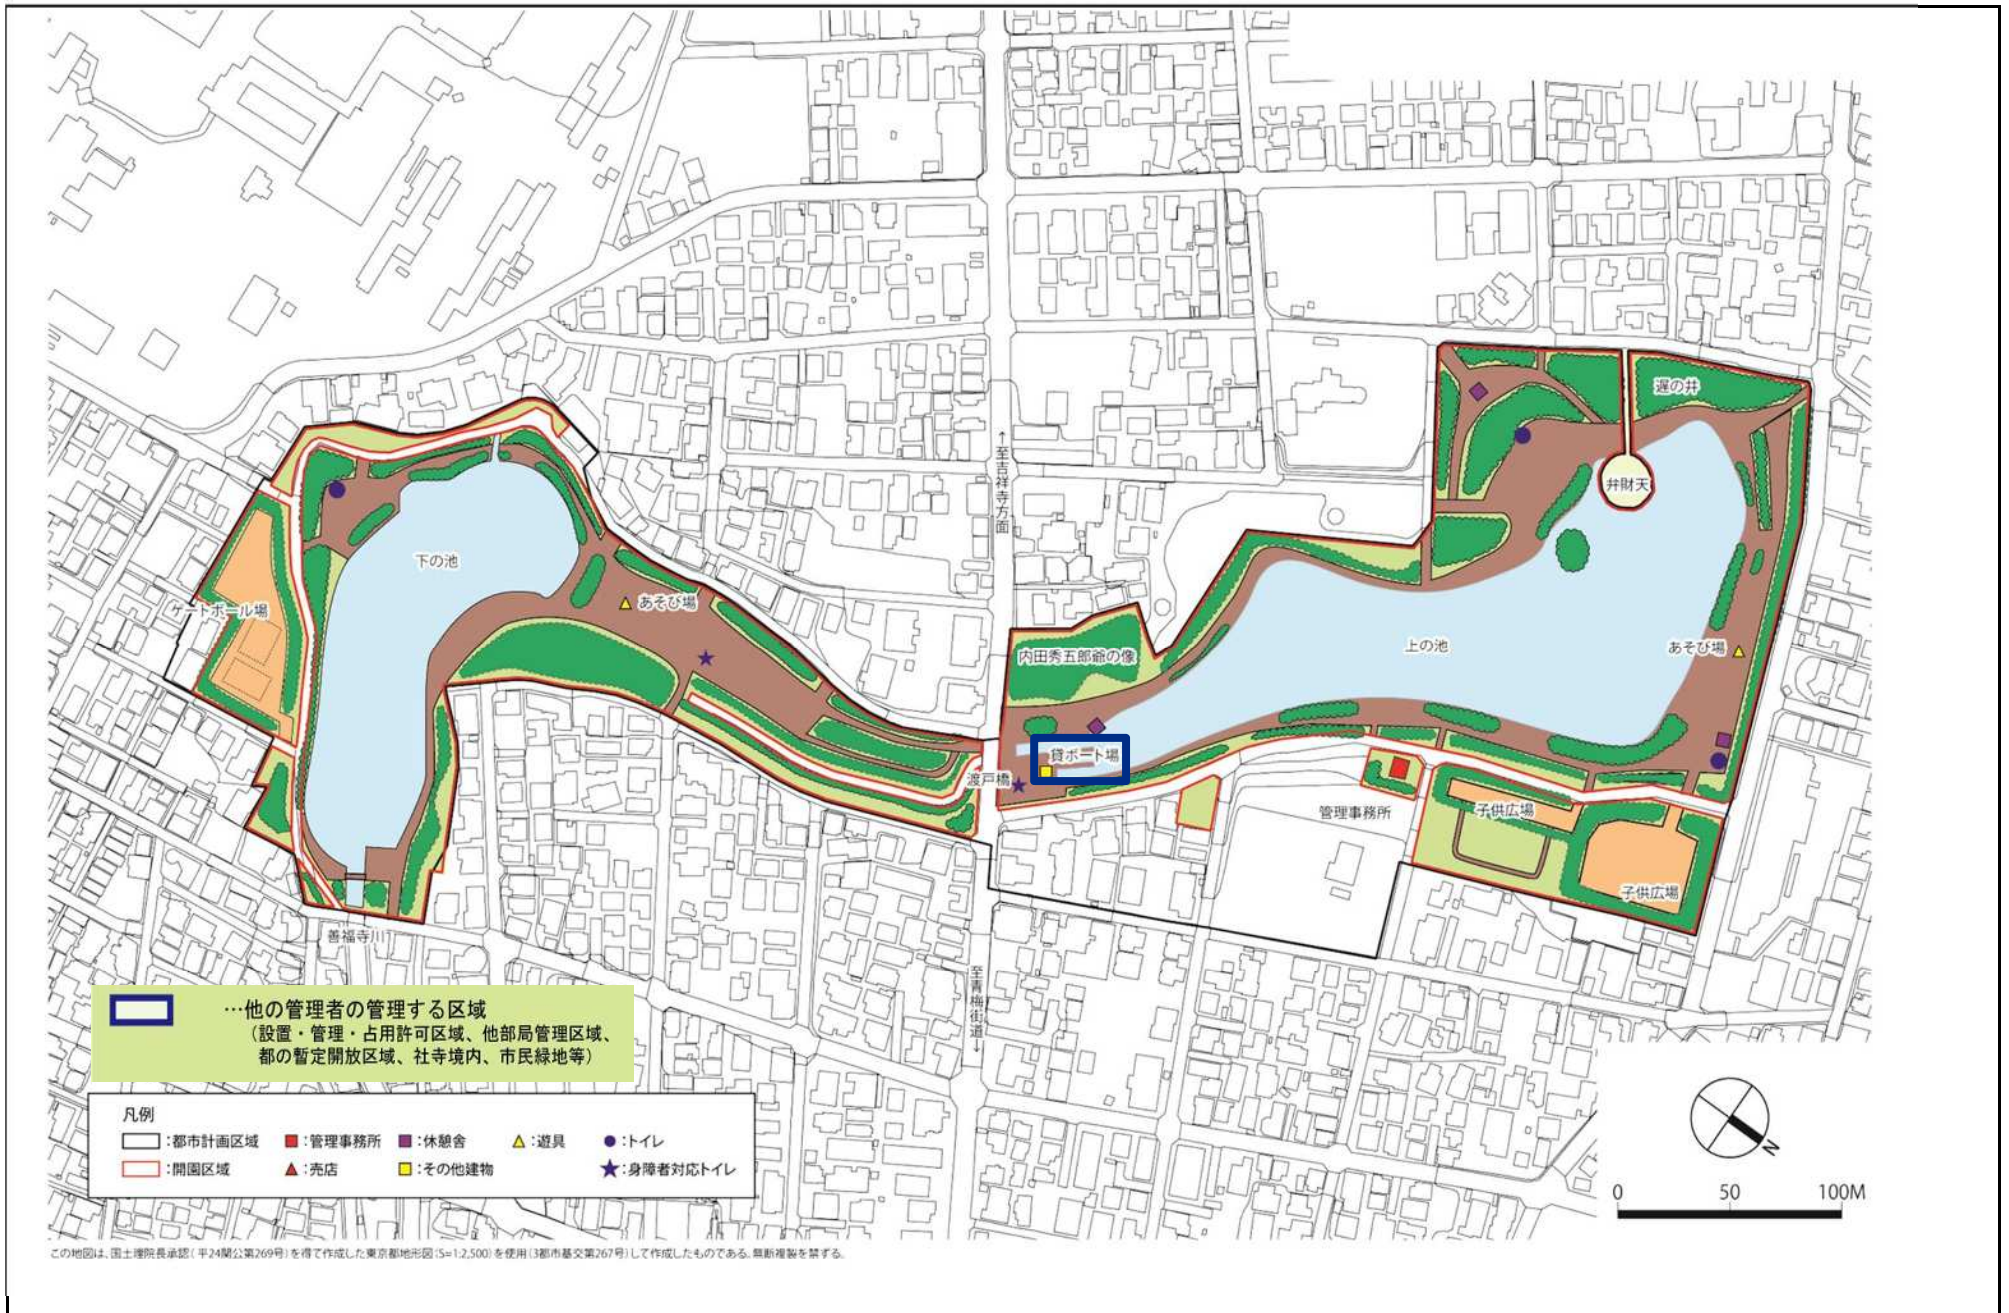 遅の井
弁財天
↑至吉祥寺方面
下の池
あそび場
ゲートボール場
上の池
あそび場
内田秀五郎爺の像
貸ボート場
渡戸橋
管理事務所
子供広場
子供広場
善福寺川
至青梅街道↓
…他の管理者の管理する区域
（設置・管理・占用許可区域、他部局管理区域、
都の暫定開放区域、社寺境内、市民緑地等）
凡例
:都市計画区域 :管理事務所 :休憩舎 :遊具 :トイレ
:開園区域 :売店 :その他建物 :身障者対応トイレ
N
0 50 100M
この地図は、国土理院長承認(平24関公第269号)を得て作成した東京都地形図(S=1:2,500)を使用(3都市基交第267号)して作成したものである。無断複製を禁ずる。